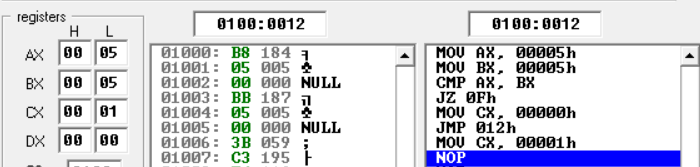 registers
H L
0100:0012
0100:0012
AX 00 05
BX 00 05
CX 00 01
DX 00 00
01000: B8 184 ╕
01001: 05 005 ♣
01002: 00 000 NULL
01003: BB 187 ╗
01004: 05 005 ♣
01005: 00 000 NULL
01006: 3B 059 ;
01007: C3 195 ├
MOV AX, 00005h
MOV BX, 00005h
CMP AX, BX
JZ 0Fh
MOV CX, 00000h
JMP 012h
MOV CX, 00001h
NOP